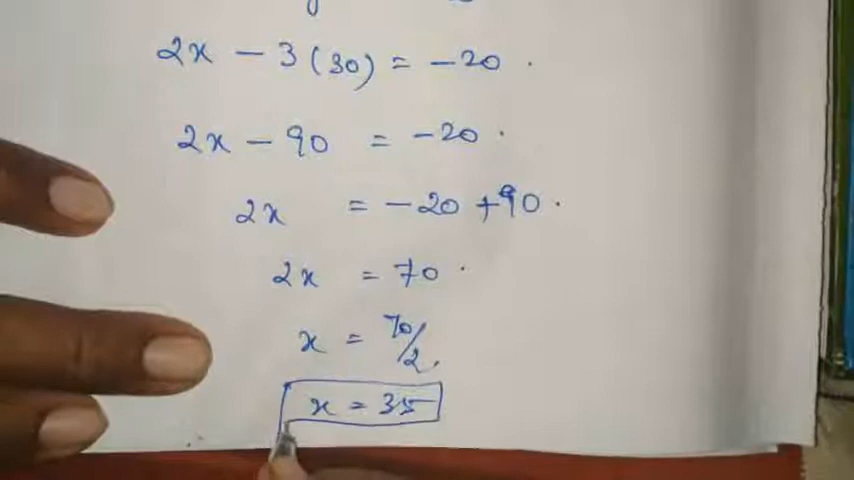 2x - 3 (30) = -20 .
2x - 90 = -20 .
2x = -20 + 90 .
2x = 70 .
x = 70/2 .
x = 35